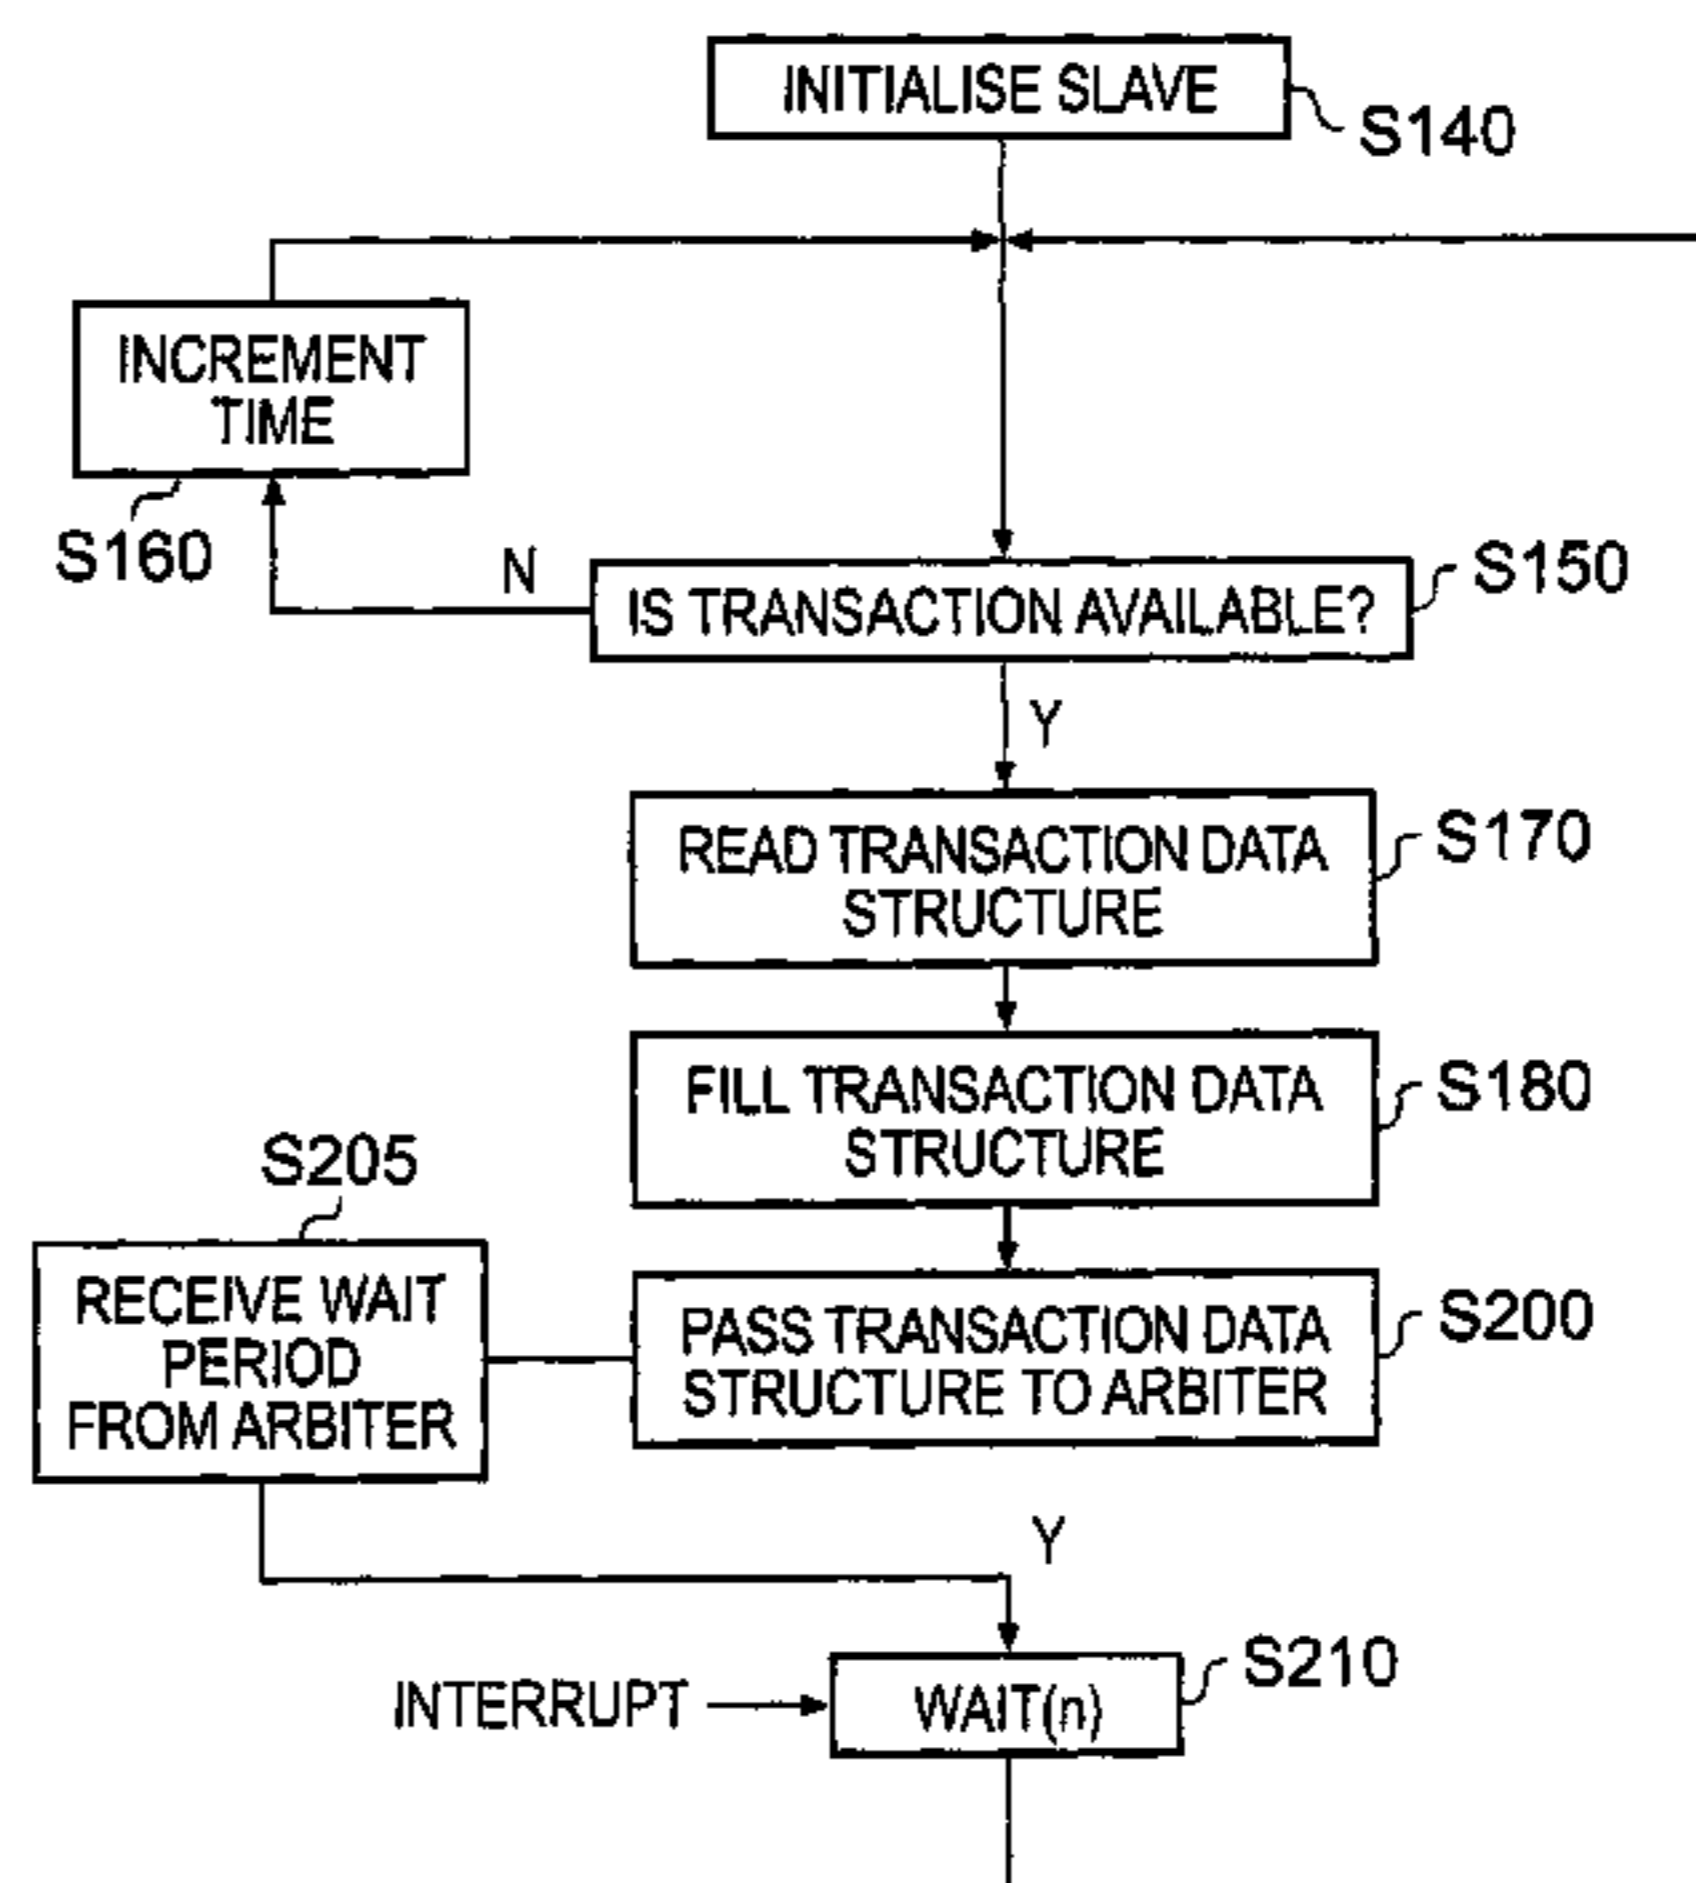 INITIALISE SLAVE
S140
INCREMENT
TIME
S160
N
IS TRANSACTION AVAILABLE?
S150
Y
READ TRANSACTION DATA
STRUCTURE
S170
FILL TRANSACTION DATA
STRUCTURE
S180
S205
RECEIVE WAIT
PERIOD
FROM ARBITER
PASS TRANSACTION DATA
STRUCTURE TO ARBITER
S200
Y
INTERRUPT
WAIT(n)
S210